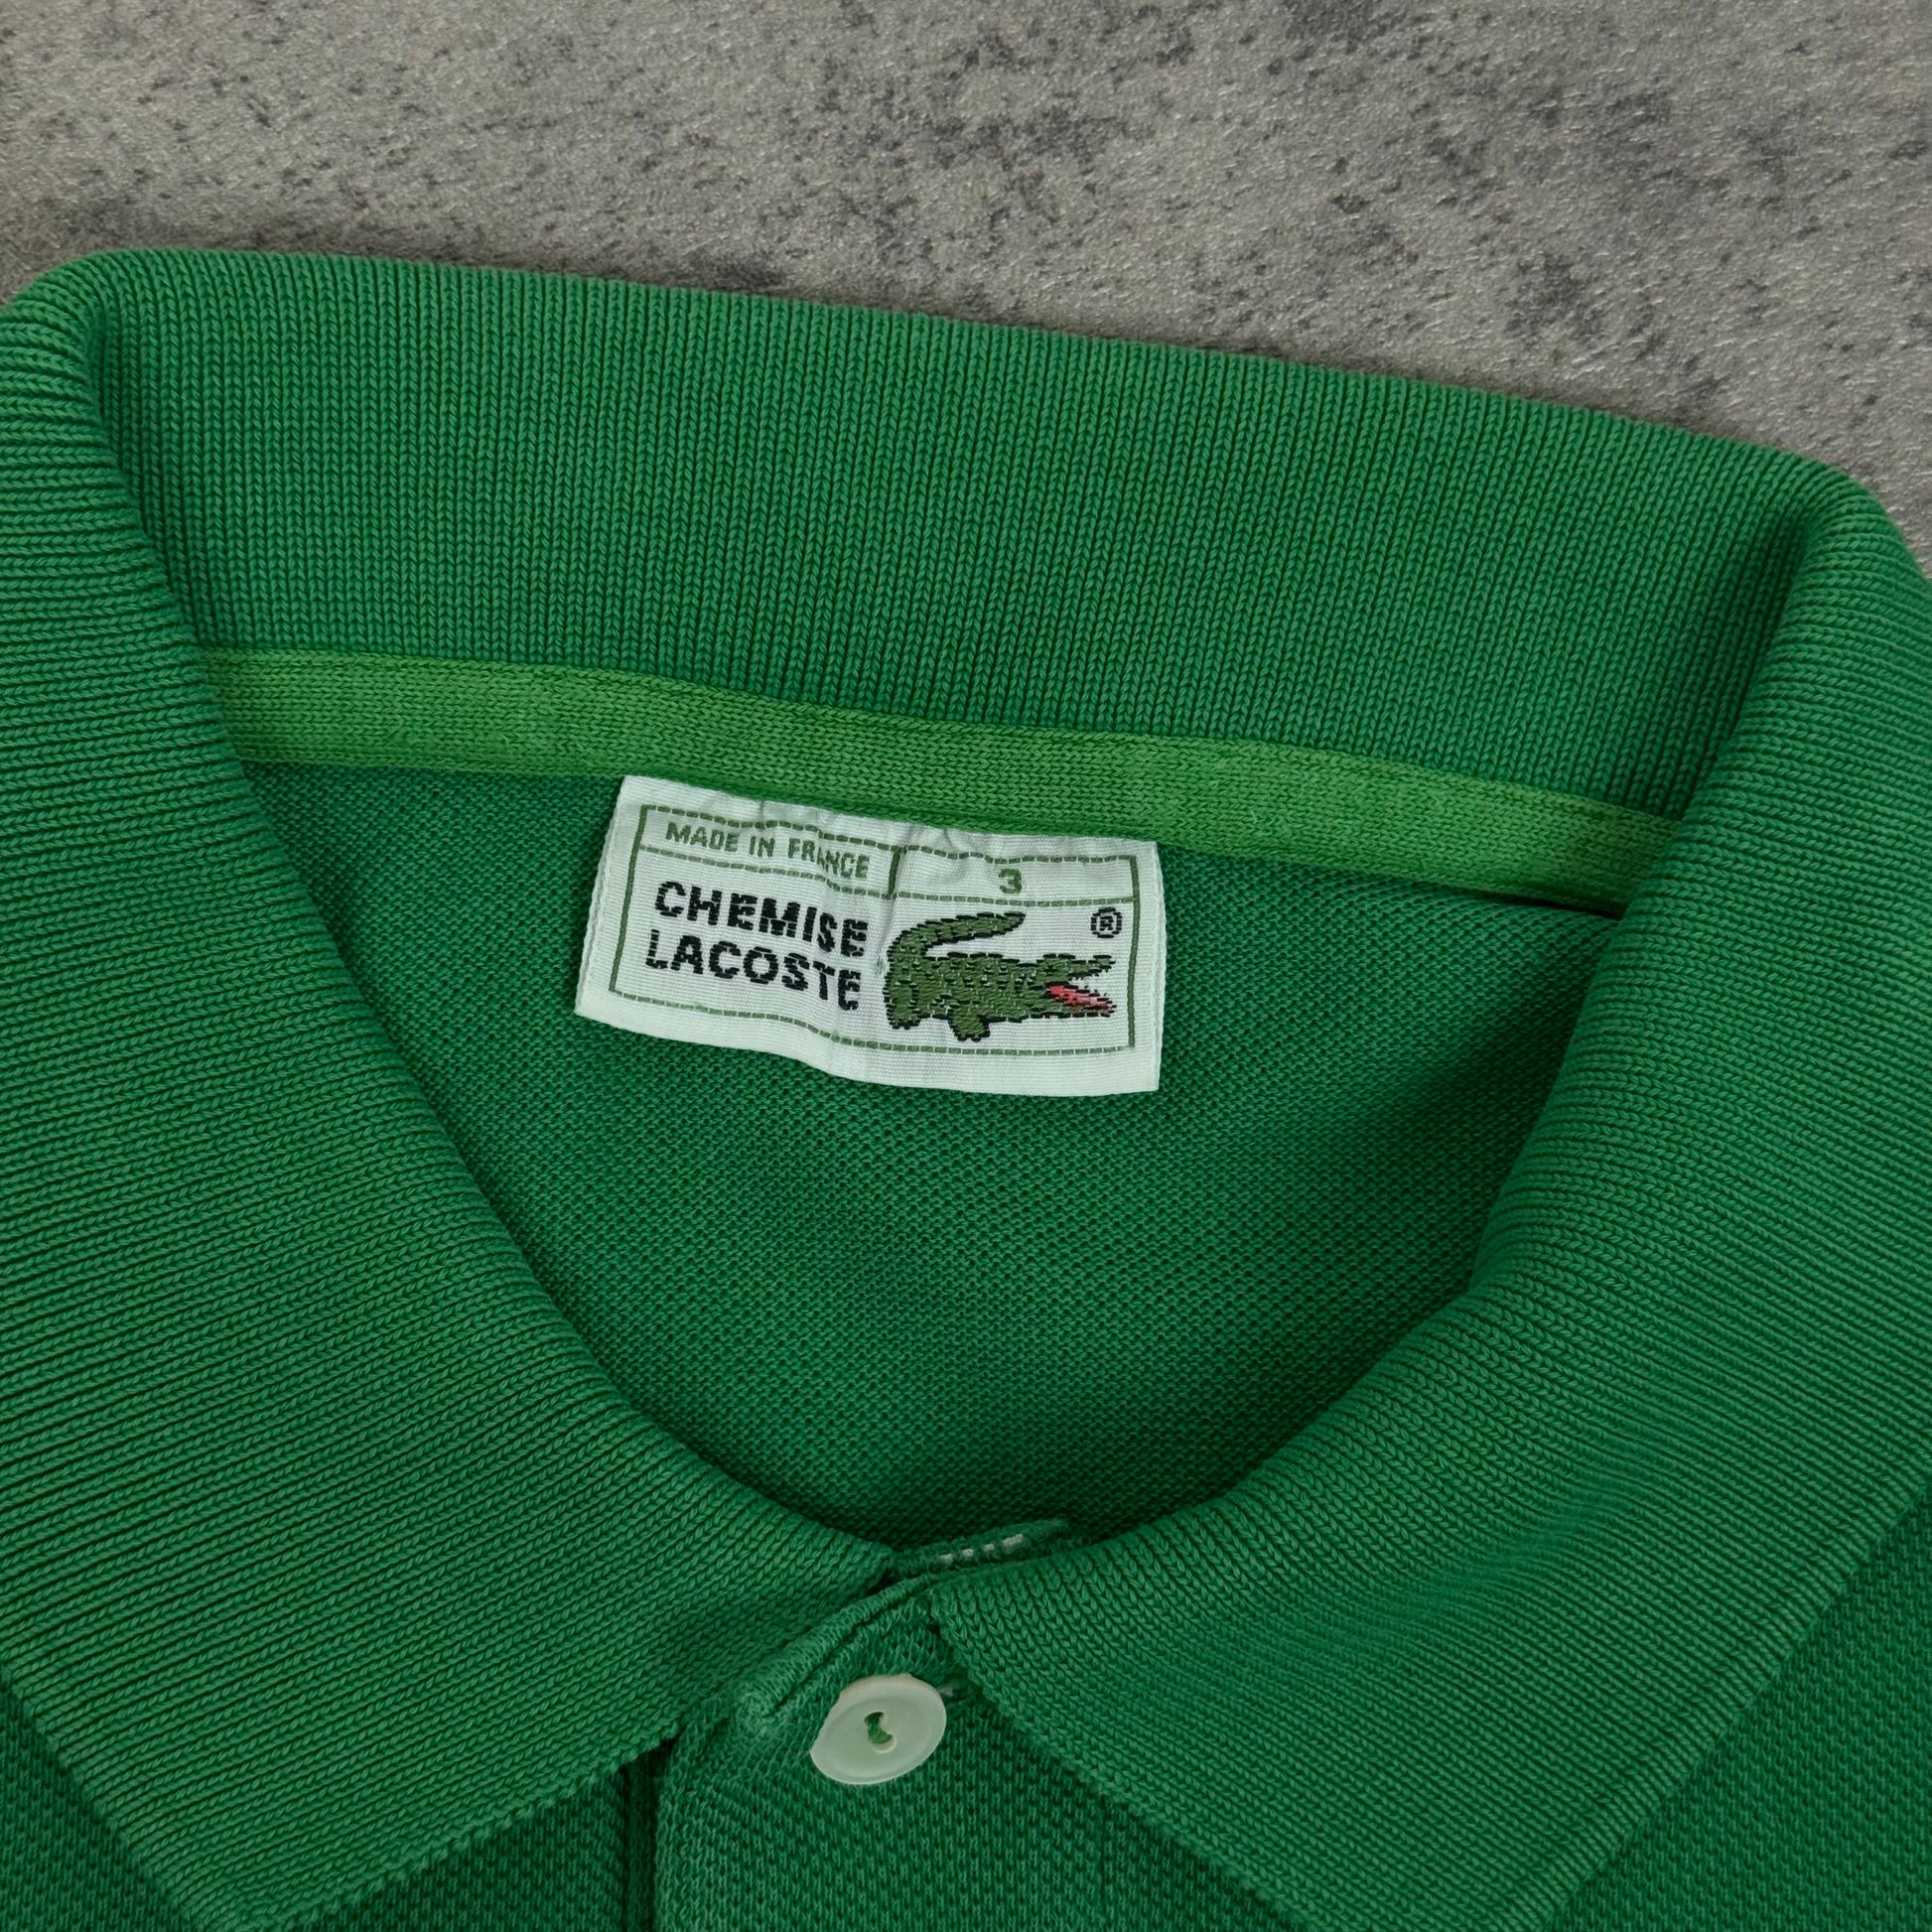 MADE IN FRANCE 3
CHEMISE ®
LACOSTE